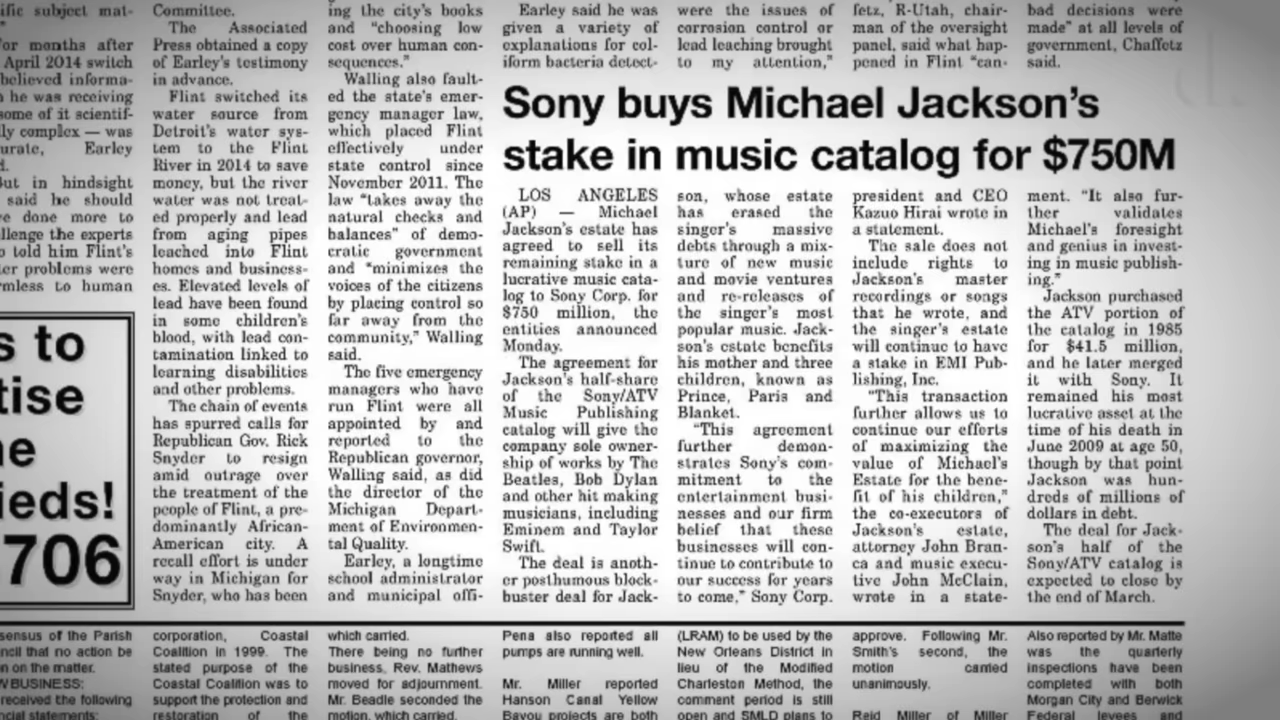 ific subject mat-
"
or months after
April 2014 switch
believed informa-
he was receiving
some of it scientif-
lly complex — was
urate, Earley
d.
But in hindsight
said he should
e done more to
llenge the experts
told him Flint's
er problems were
rmless to human
s to
tise
he
ieds!
706
Committee.
The Associated
Press obtained a copy
of Earley's testimony
in advance.
Flint switched its
water source from
Detroit's water sys-
tem to the Flint
River in 2014 to save
money, but the river
water was not treat-
ed properly and lead
from aging pipes
leached into Flint
homes and business-
es. Elevated levels of
lead have been found
in some children's
blood, with lead con-
tamination linked to
learning disabilities
and other problems.
The chain of events
has spurred calls for
Republican Gov. Rick
Snyder to resign
amid outrage over
the treatment of the
people of Flint, a pre-
dominantly African-
American city. A
recall effort is under
way in Michigan for
Snyder, who has been
ing the city's books
and "choosing low
cost over human con-
sequences."
Walling also fault-
ed the state's emer-
gency manager law,
which placed Flint
effectively under
state control since
November 2011. The
law "takes away the
natural checks and
balances" of demo-
cratic government
and "minimizes the
voices of the citizens
by placing control so
far away from the
community," Walling
said.
The five emergency
managers who have
run Flint were all
appointed by and
reported to the
Republican governor,
Walling said, as did
the director of the
Michigan Depart-
ment of Environmen-
tal Quality.
Earley, a longtime
school administrator
and municipal offi-
Earley said he was
given a variety of
explanations for col-
iform bacteria detect-
were the issues of
corrosion control or
lead leaching brought
to my attention,"
fetz, R-Utah, chair-
man of the oversight
panel, said what hap-
pened in Flint "can-
bad decisions were
made" at all levels of
government, Chaffetz
said.
Sony buys Michael Jackson's
stake in music catalog for $750M
LOS ANGELES
(AP) — Michael
Jackson's estate has
agreed to sell its
remaining stake in a
lucrative music cata-
log to Sony Corp. for
$750 million, the
entities announced
Monday.
The agreement for
Jackson's half-share
of the Sony/ATV
Music Publishing
catalog will give the
company sole owner-
ship of works by The
Beatles, Bob Dylan
and other hit making
musicians, including
Eminem and Taylor
Swift.
The deal is anoth-
er posthumous block-
buster deal for Jack-
son, whose estate
has erased the
singer's massive
debts through a mix-
ture of new music
and movie ventures
and re-releases of
the singer's most
popular music. Jack-
son's estate benefits
his mother and three
children, known as
Prince, Paris and
Blanket.
"This agreement
further demon-
strates Sony's com-
mitment to the
entertainment busi-
nesses and our firm
belief that these
businesses will con-
tinue to contribute to
our success for years
to come," Sony Corp.
president and CEO
Kazuo Hirai wrote in
a statement.
The sale does not
include rights to
Jackson's master
recordings or songs
that he wrote, and
the singer's estate
will continue to have
a stake in EMI Pub-
lishing, Inc.
"This transaction
further allows us to
continue our efforts
of maximizing the
value of Michael's
Estate for the bene-
fit of his children,"
the co-executors of
Jackson's estate,
attorney John Bran-
ca and music execu-
tive John McClain,
wrote in a state-
ment. "It also fur-
ther validates
Michael's foresight
and genius in invest-
ing in music publish-
ing."
Jackson purchased
the ATV portion of
the catalog in 1985
for $41.5 million,
and he later merged
it with Sony. It
remained his most
lucrative asset at the
time of his death in
June 2009 at age 50,
though by that point
Jackson was hun-
dreds of millions of
dollars in debt.
The deal for Jack-
son's half of the
Sony/ATV catalog is
expected to close by
the end of March.
sensus of the Parish
ncil that no action be
n on the matter.
W BUSINESS:
received the following
ncial statements:
corporation, Coastal
Coalition in 1999. The
stated purpose of the
Coastal Coalition was to
support the protection and
restoration of the
which carried.
There being no further
business, Rev. Mathews
moved for adjournment.
Mr. Beadle seconded the
motion, which carried.
Pena also reported all
pumps are running well.
Mr. Miller reported
Hanson Canal Yellow
Bayou projects are both
(LRAM) to be used by the
New Orleans District in
lieu of the Modified
Charleston Method, the
comment period is still
open and SMLD plans to
approve. Following Mr.
Smith's second, the
motion carried
unanimously.
Reid Miller of Miller
Also reported by Mr. Matte
was the quarterly
inspections have been
completed with both
Morgan City and Berwick
Federal levees and